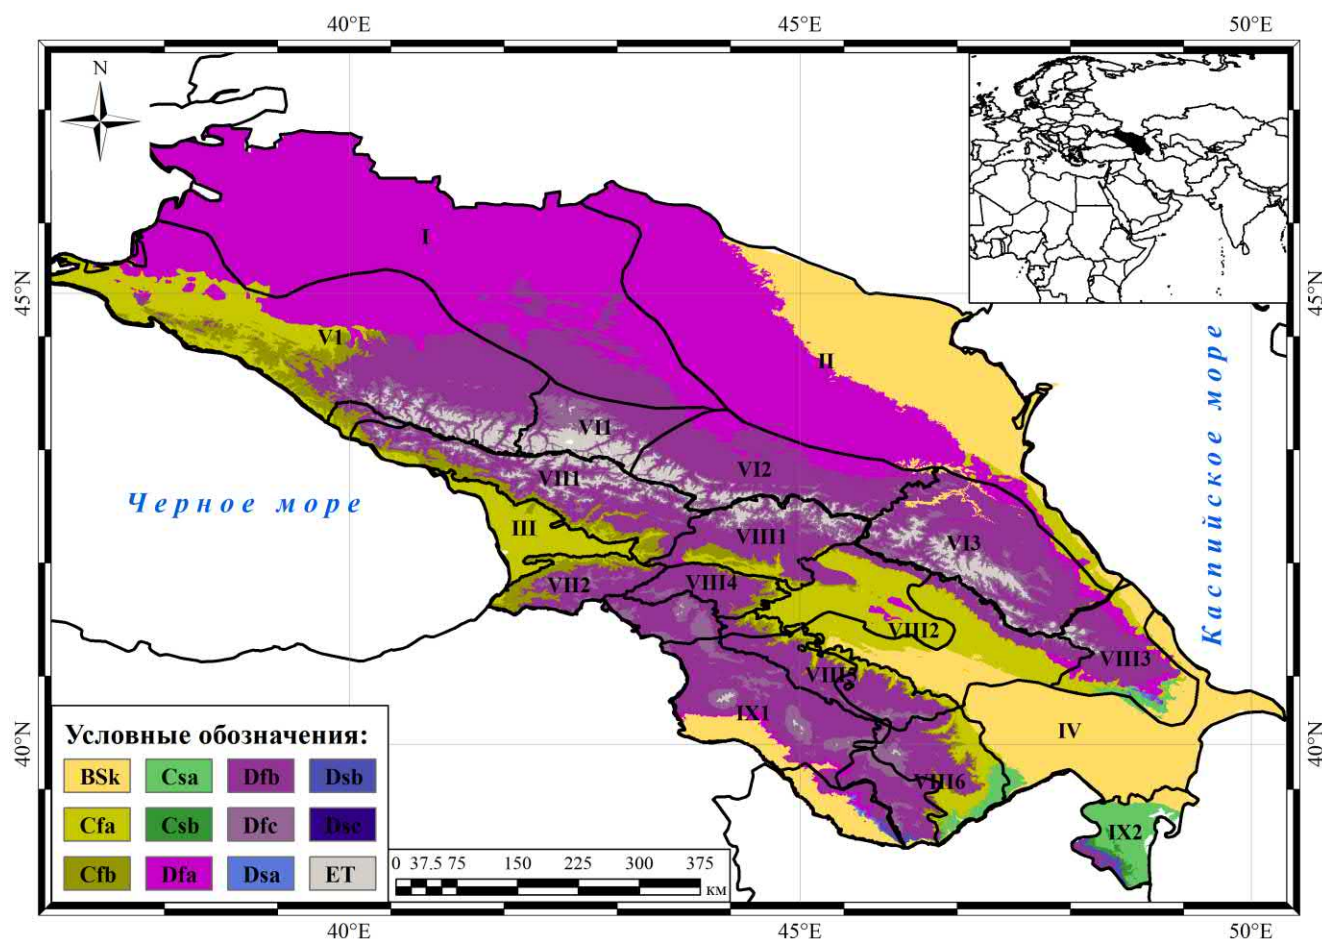 40°E 45°E 50°E
N
45°N
45°N
I
II
V1
VI1
VI2
VII1
III
VIII1
VI3
VII2
VIII4
VIII2
VIII3
VIII5
IX1
IV
VIII6
IX2
Черное море
Каспийское море
40°N
40°N
Условные обозначения:
BSk Csa Dfb Dsb
Cfa Csb Dfc Dsc
Cfb Dfa Dsa ET
0 37.5 75 150 225 300 375
км
40°E 45°E 50°E